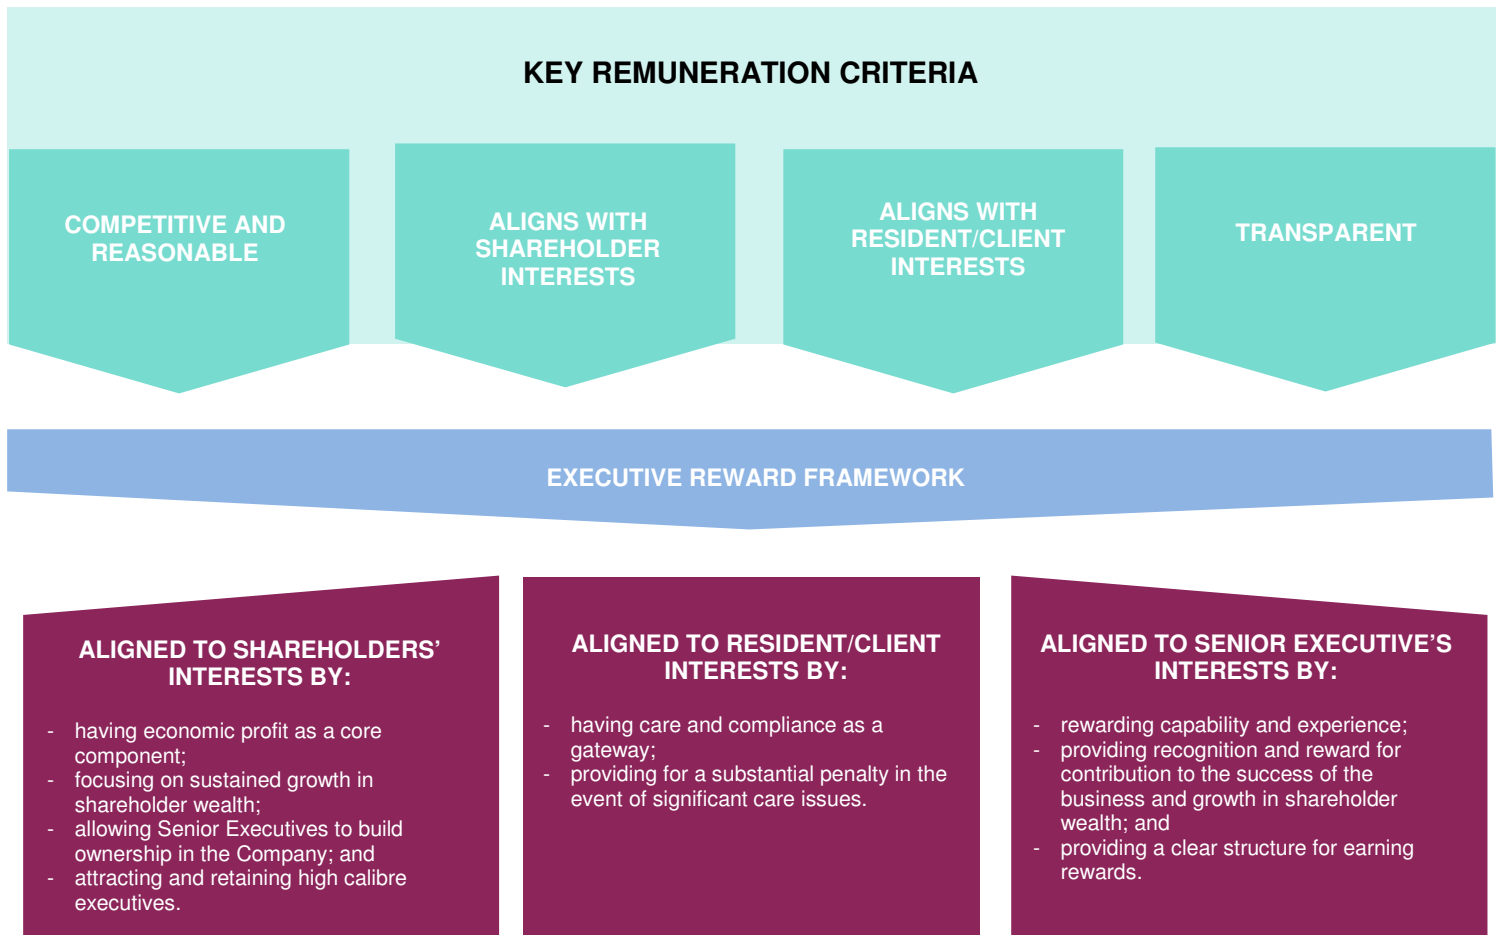 KEY REMUNERATION CRITERIA
COMPETITIVE AND
REASONABLE
ALIGNS WITH
SHAREHOLDER
INTERESTS
ALIGNS WITH
RESIDENT/CLIENT
INTERESTS
TRANSPARENT
EXECUTIVE REWARD FRAMEWORK
ALIGNED TO SHAREHOLDERS’
INTERESTS BY:
- having economic profit as a core
component;
- focusing on sustained growth in
shareholder wealth;
- allowing Senior Executives to build
ownership in the Company; and
- attracting and retaining high calibre
executives.
ALIGNED TO RESIDENT/CLIENT
INTERESTS BY:
- having care and compliance as a
gateway;
- providing for a substantial penalty in the
event of significant care issues.
ALIGNED TO SENIOR EXECUTIVE’S
INTERESTS BY:
- rewarding capability and experience;
- providing recognition and reward for
contribution to the success of the
business and growth in shareholder
wealth; and
- providing a clear structure for earning
rewards.